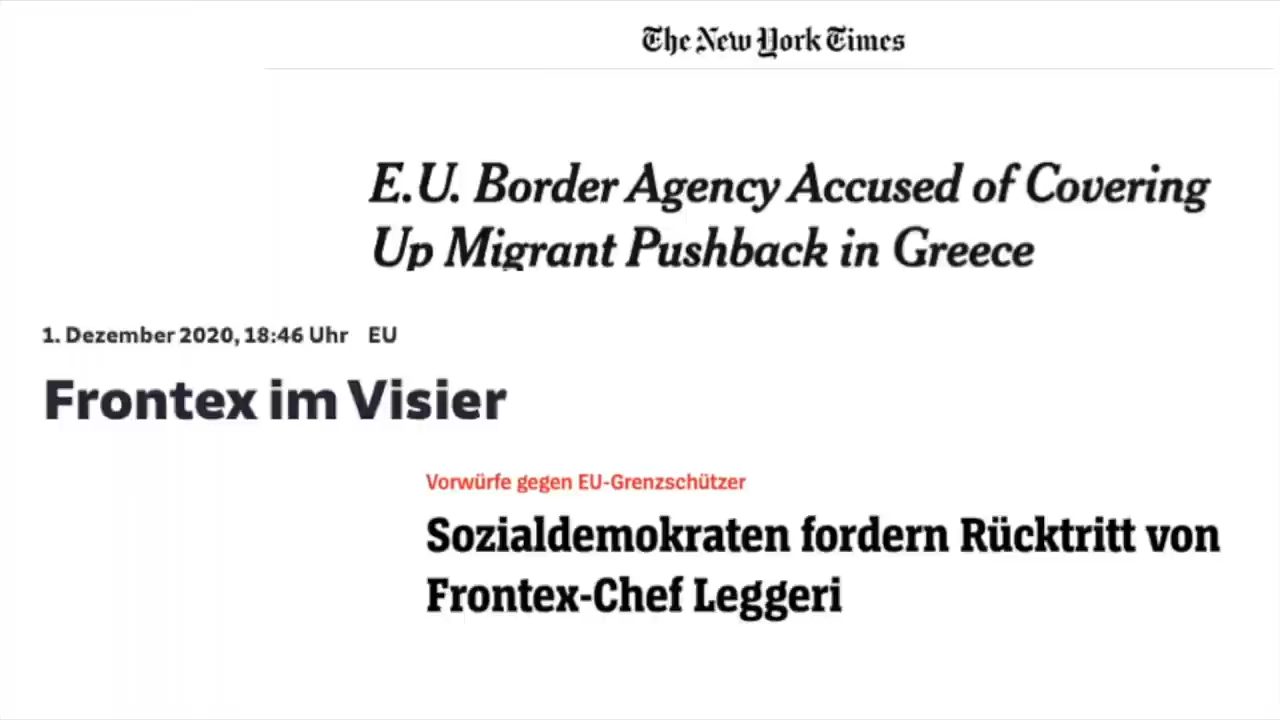 The New York Times
E.U. Border Agency Accused of Covering
Up Migrant Pushback in Greece
1. Dezember 2020, 18:46 Uhr EU
Frontex im Visier
Vorwürfe gegen EU-Grenzschützer
Sozialdemokraten fordern Rücktritt von
Frontex-Chef Leggeri